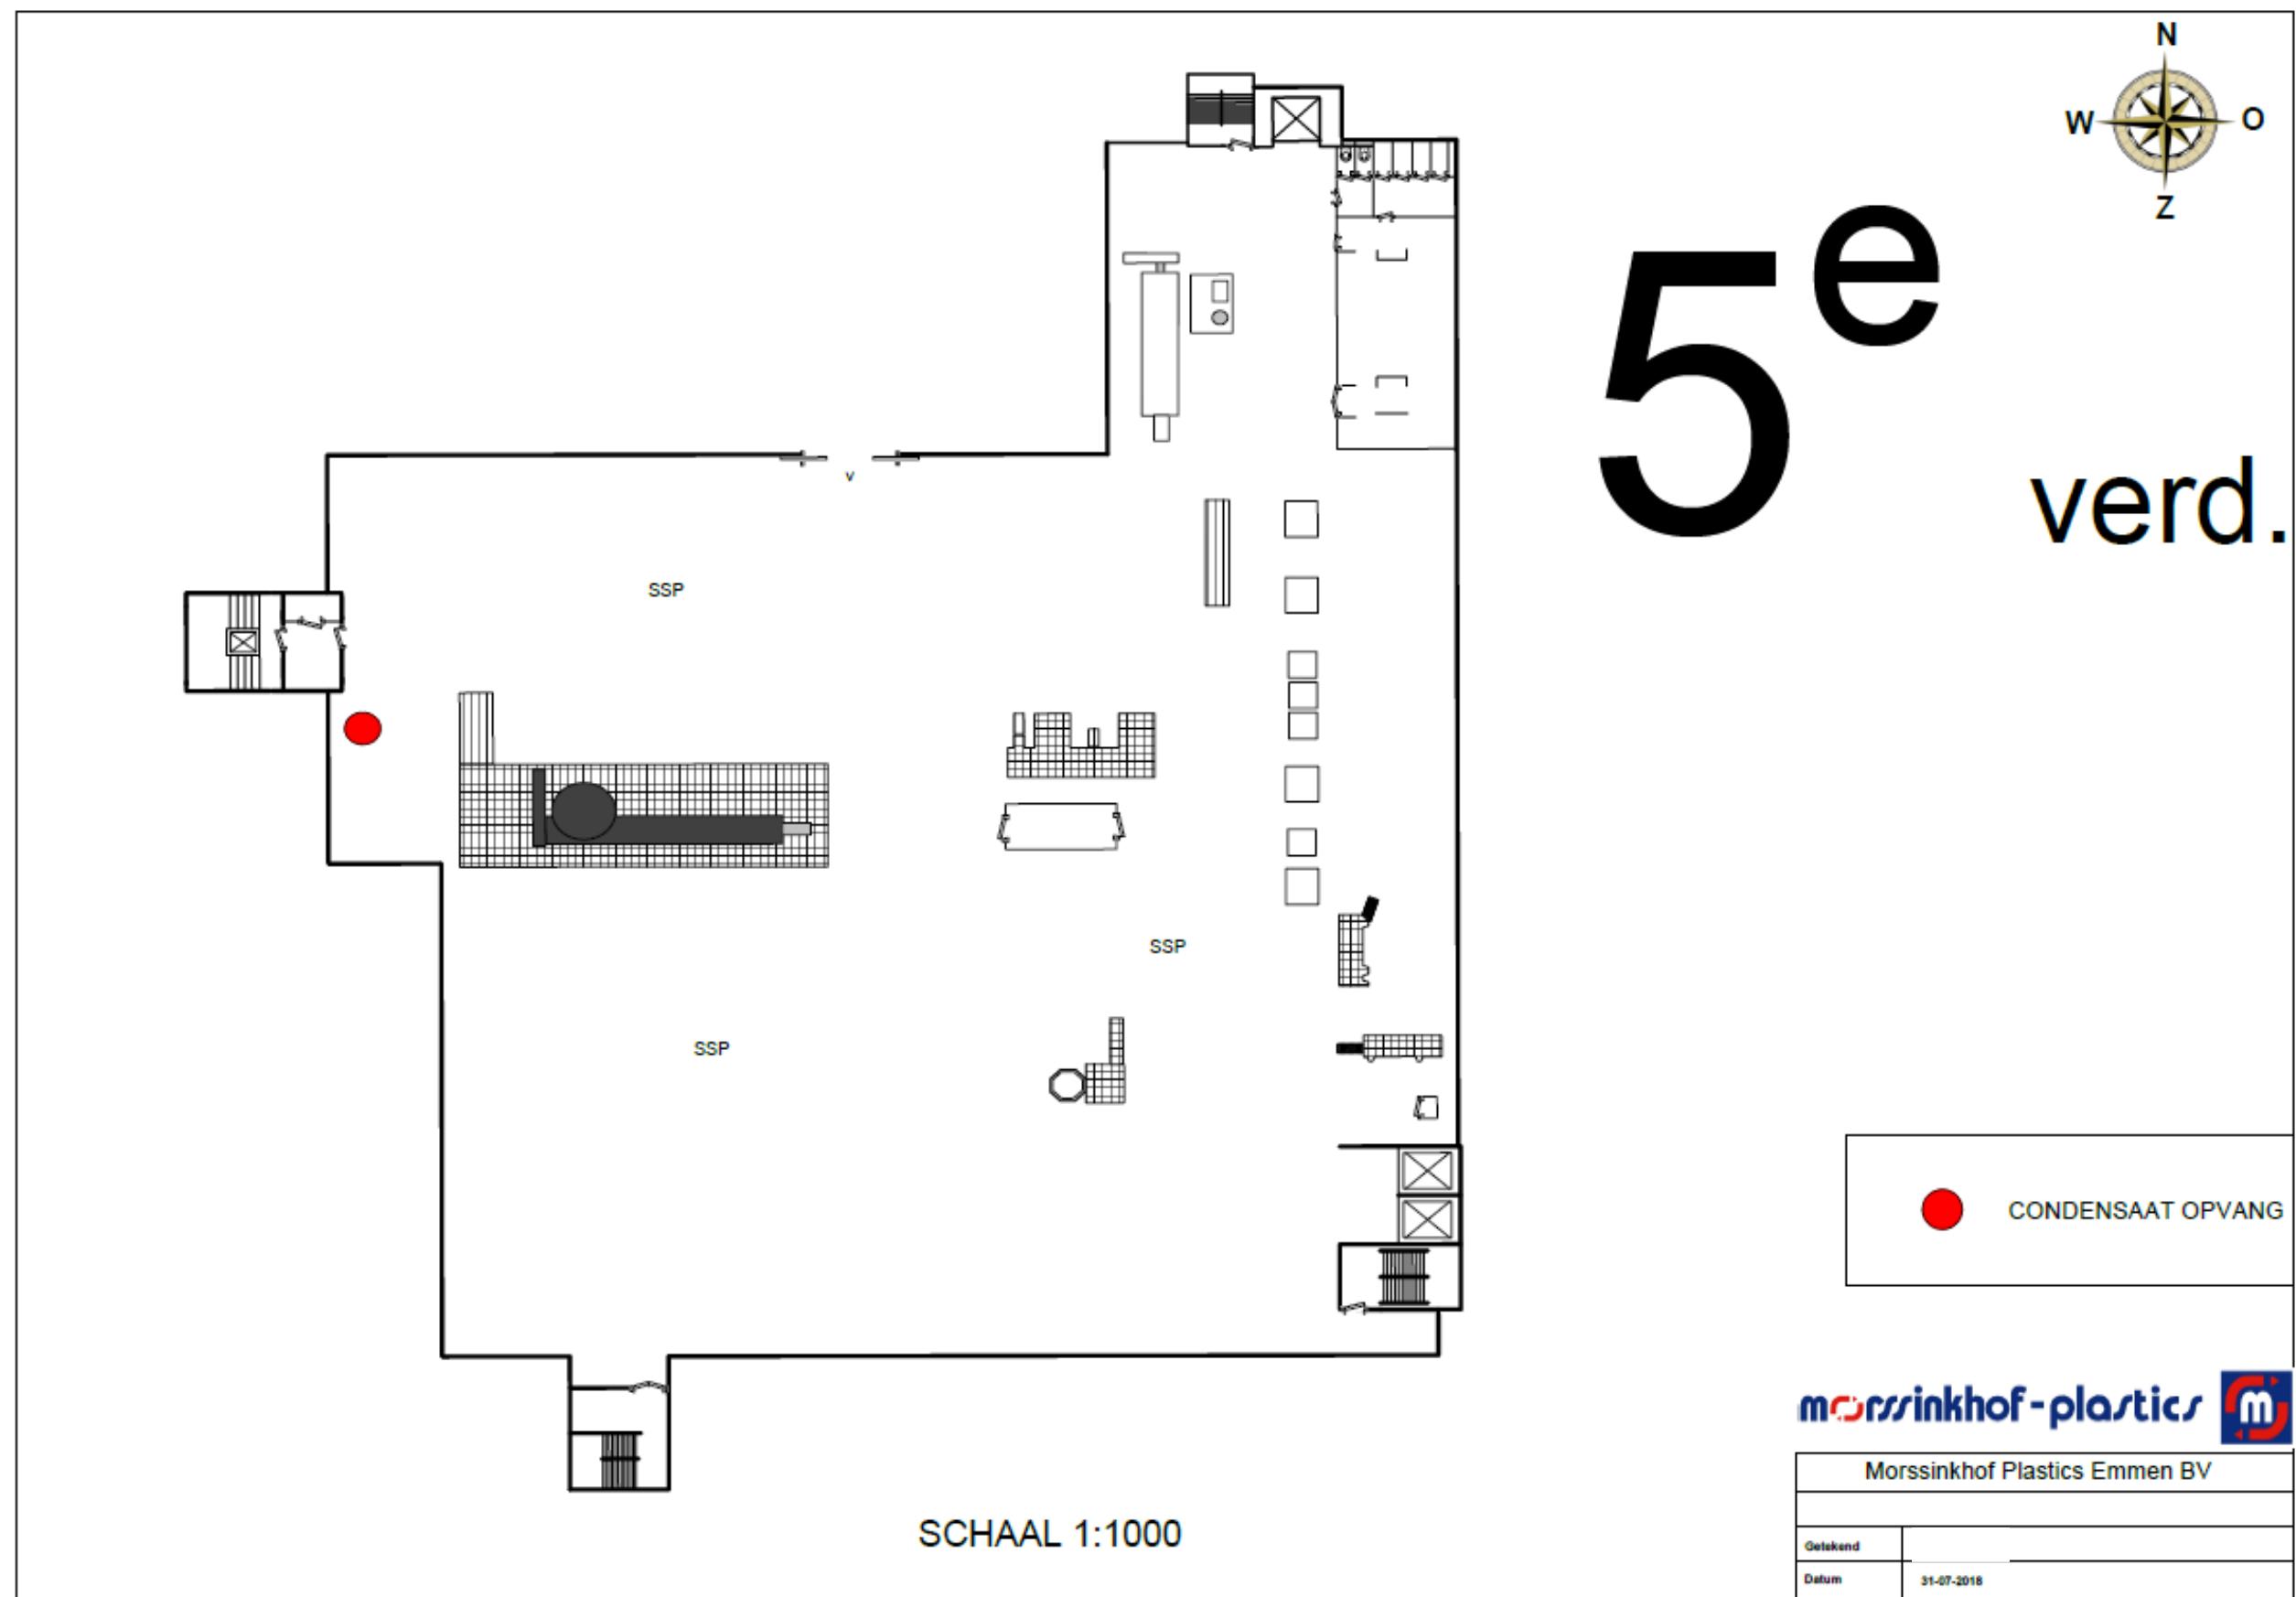 N
W
O
Z
5e
verd.
v
SSP
SSP
SSP
CONDENSAAT OPVANG
morssinkhof-plastics
m
Morssinkhof Plastics Emmen BV
SCHAAL 1:1000
Getekend
Datum 31-07-2018